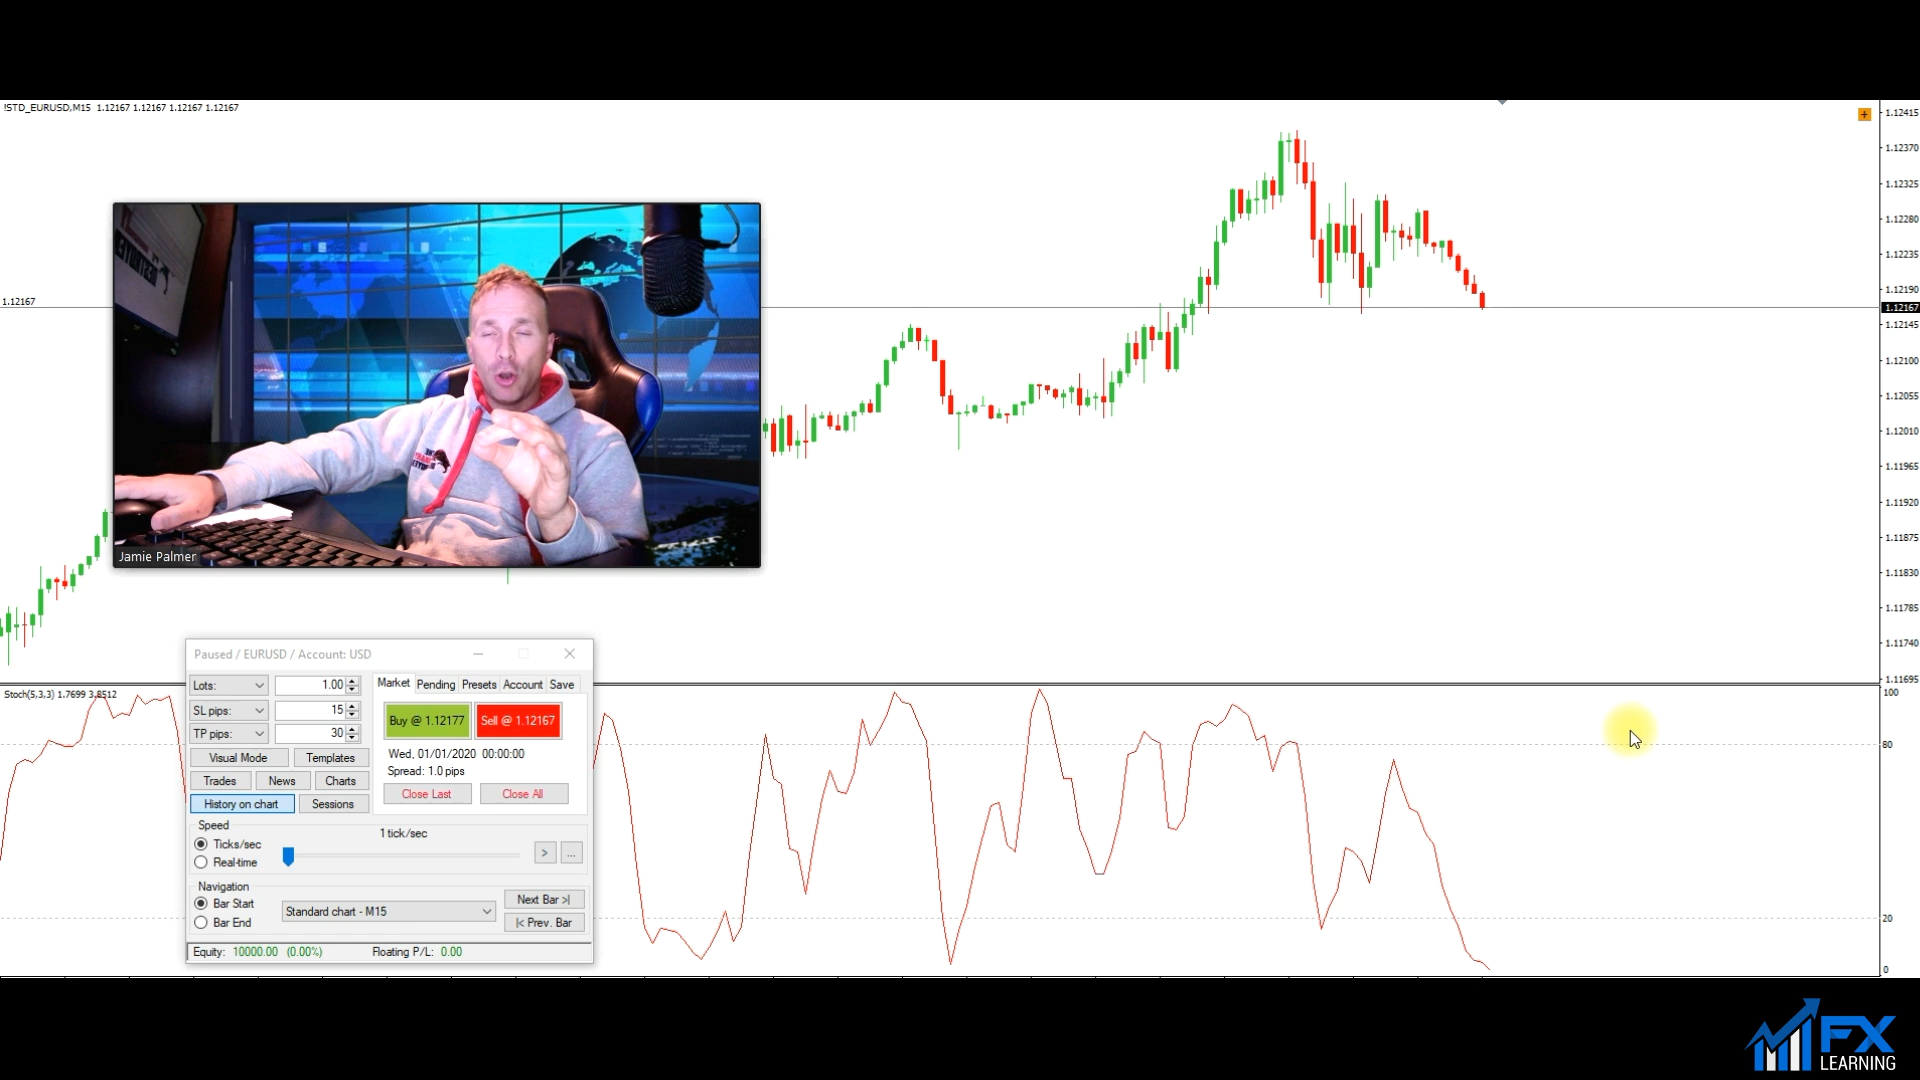 !STD_EURUSD,M15 1.12167 1.12167 1.12167 1.12167
+
1.12415
1.12370
1.12325
1.12280
1.12235
1.12190
1.12167
1.12167
1.12145
1.12100
1.12055
1.12010
1.11965
1.11920
1.11875
1.11830
1.11785
1.11740
1.11695
Jamie Palmer
Paused / EURUSD / Account: USD
Lots: 1.00
SL pips: 15
TP pips: 30
Visual Mode Templates
Trades News Charts
History on chart Sessions
Market Pending Presets Account Save
Buy @ 1.12177 Sell @ 1.12167
Wed, 01/01/2020 00:00:00
Spread: 1.0 pips
Close Last Close All
Speed
1 tick/sec
Ticks/sec
Real-time
> ...
Navigation
Bar Start
Bar End
Standard chart - M15
Next Bar >|
|< Prev. Bar
Equity: 10000.00 (0.00%) Floating P/L: 0.00
Stoch(5,3,3) 1.7699 3.8512
100
80
20
0
FX
LEARNING